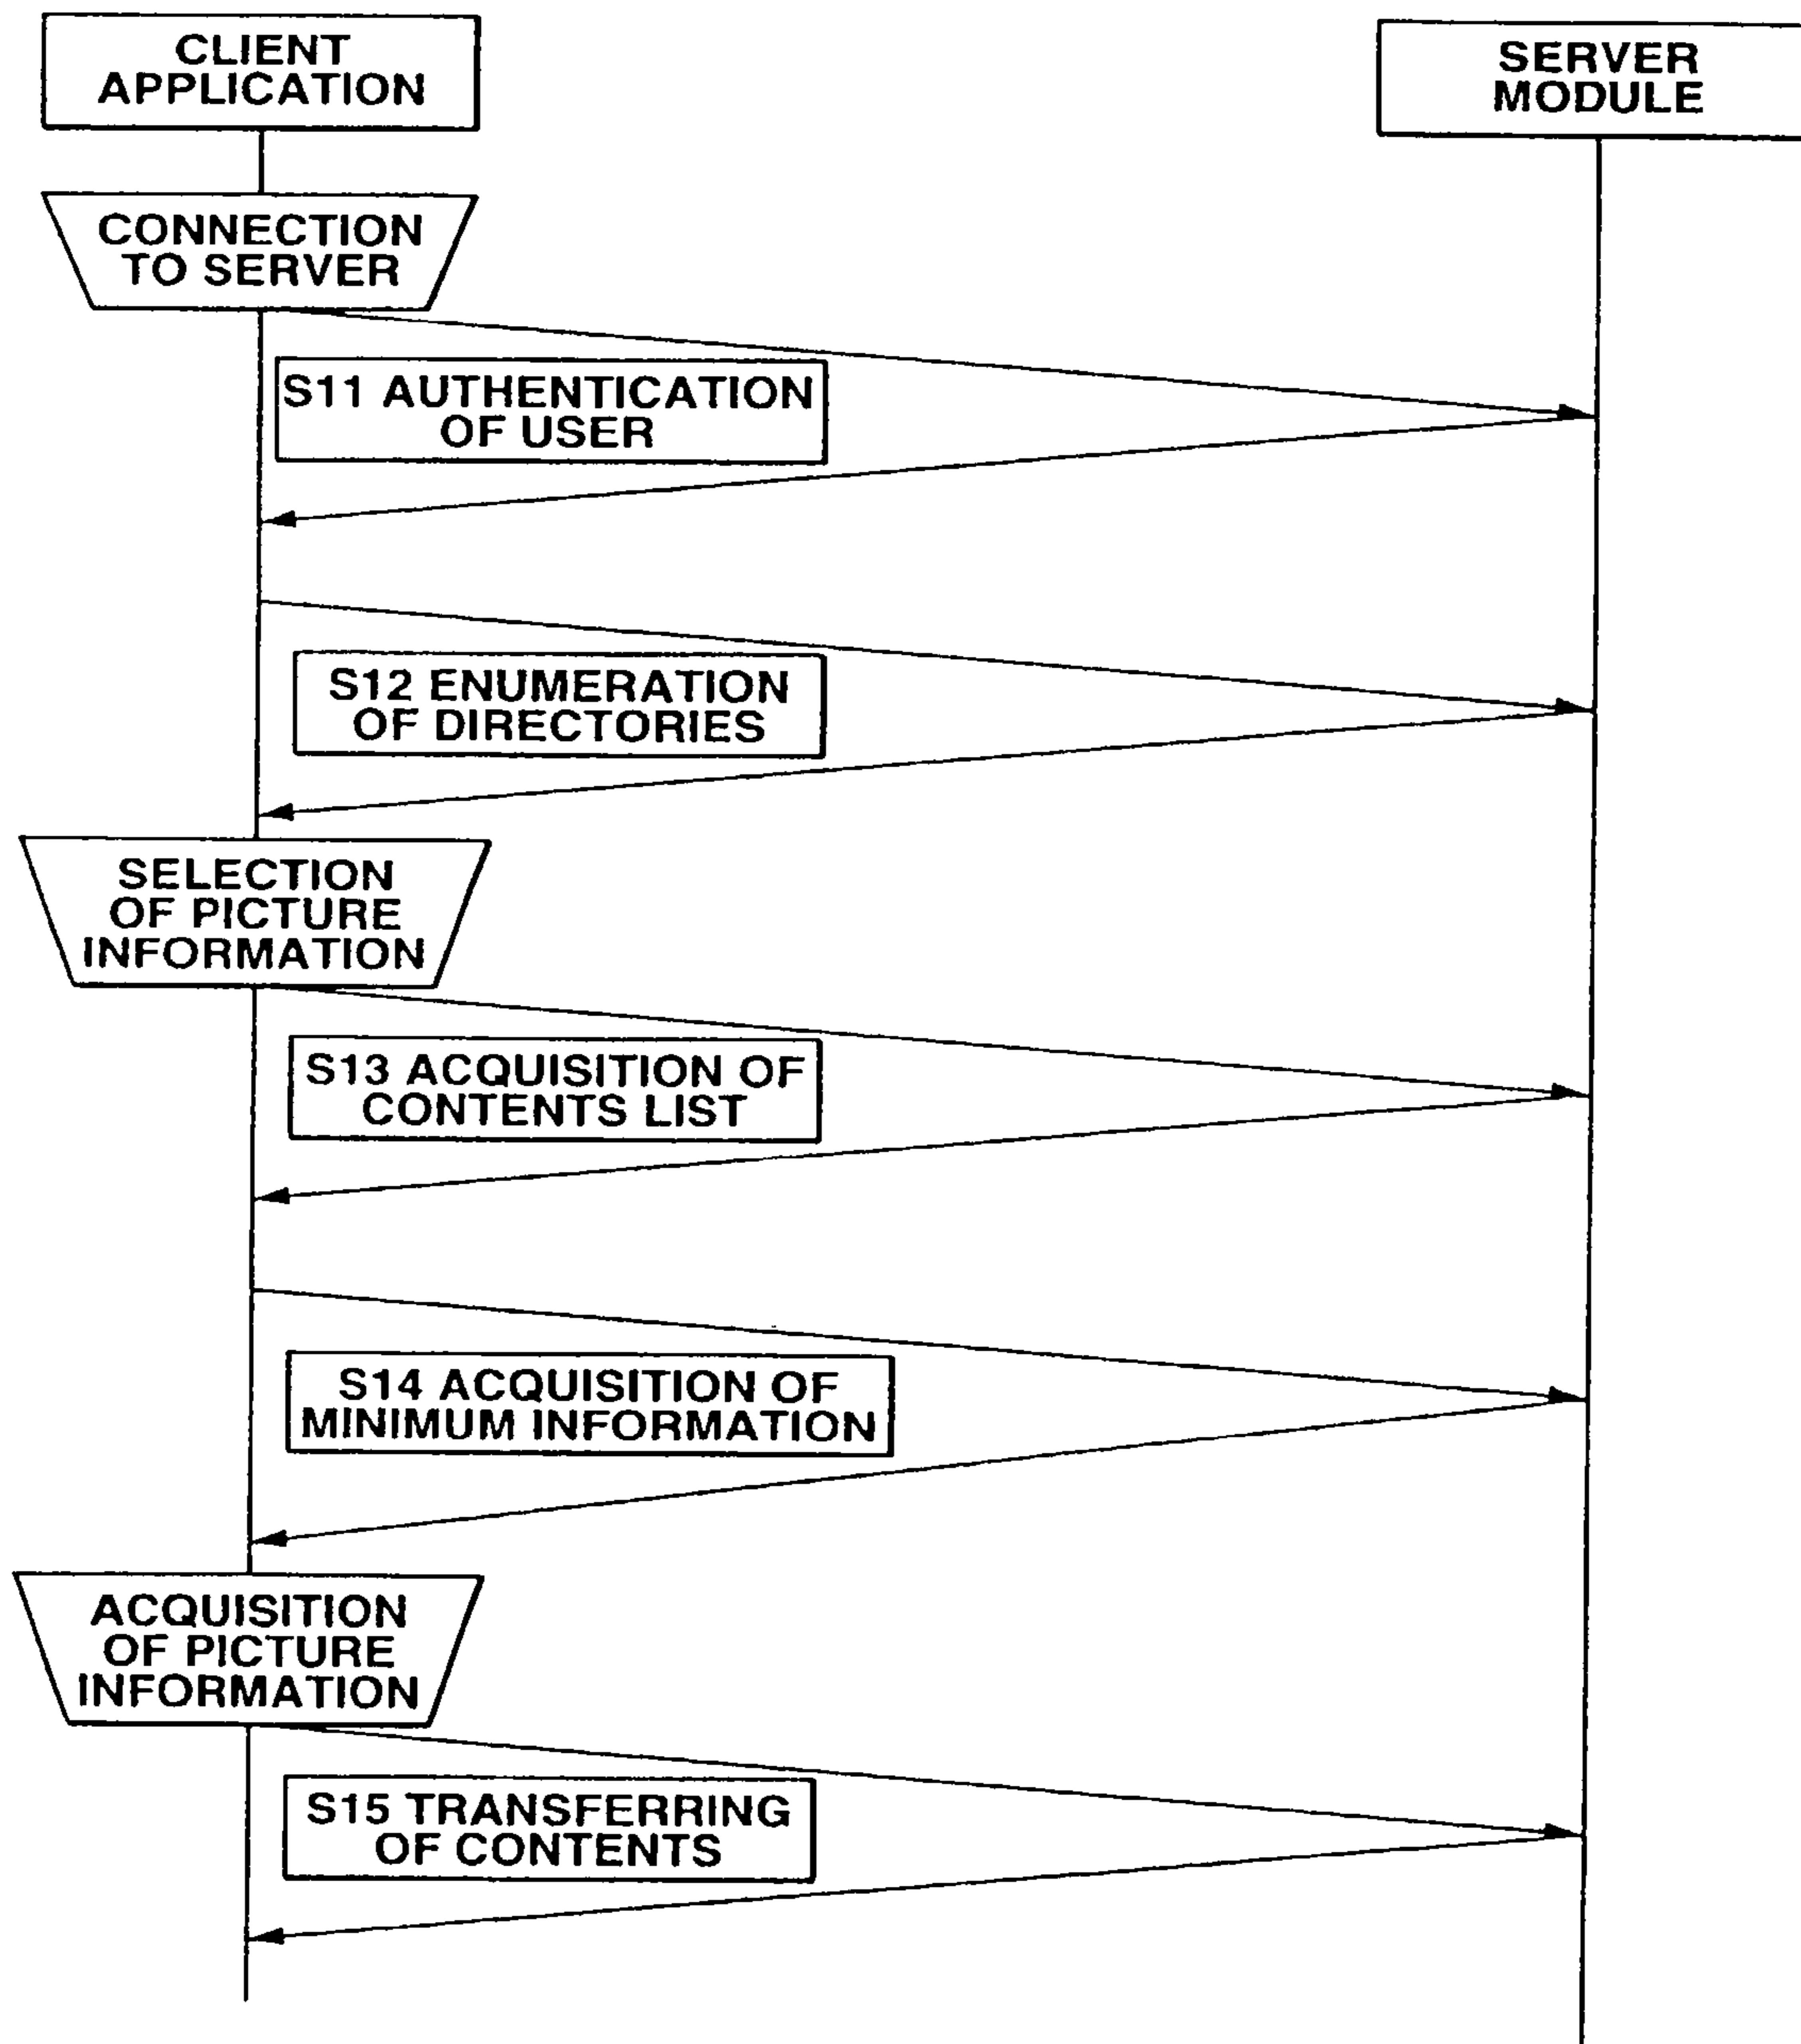 CLIENT
APPLICATION
SERVER
MODULE
CONNECTION
TO SERVER
S11 AUTHENTICATION
OF USER
S12 ENUMERATION
OF DIRECTORIES
SELECTION
OF PICTURE
INFORMATION
S13 ACQUISITION OF
CONTENTS LIST
S14 ACQUISITION OF
MINIMUM INFORMATION
ACQUISITION
OF PICTURE
INFORMATION
S15 TRANSFERRING
OF CONTENTS